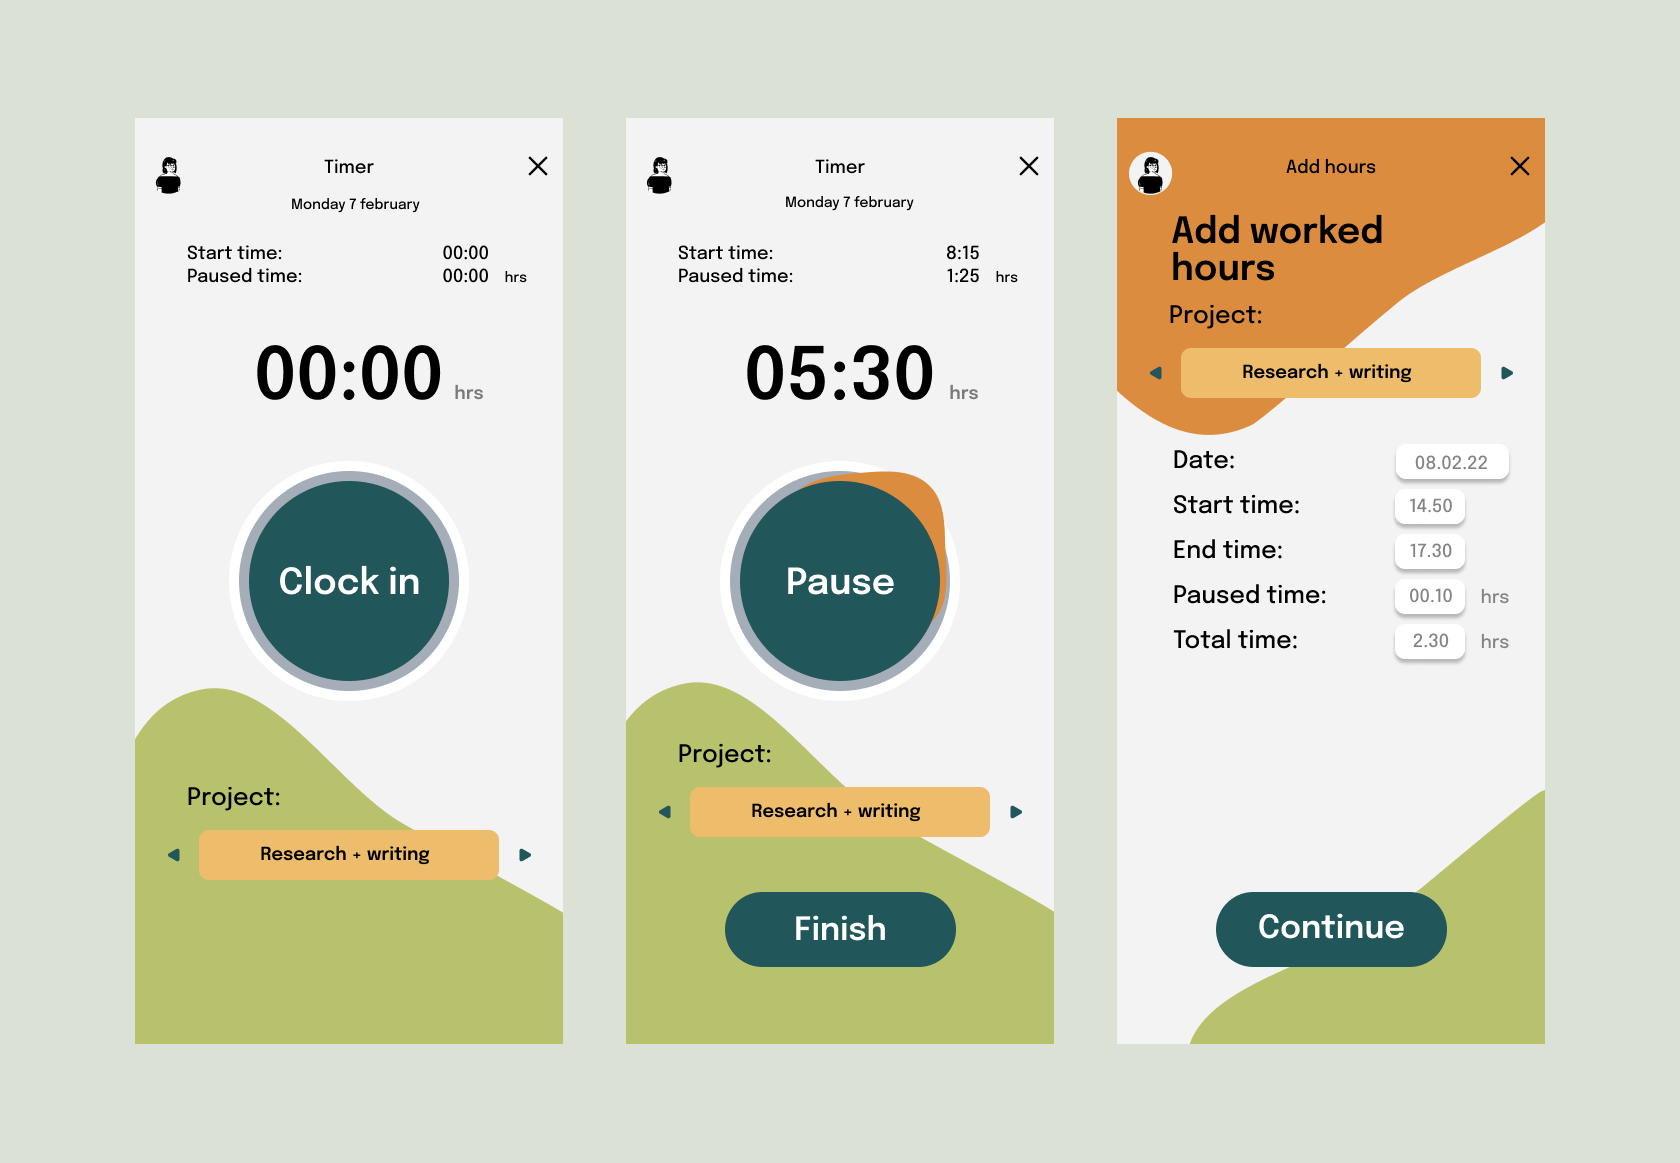 Timer
Monday 7 february
Start time: 00:00
Paused time: 00:00 hrs
00:00 hrs
Clock in
Project:
Research + writing
Timer
Monday 7 february
Start time: 8:15
Paused time: 1:25 hrs
05:30 hrs
Pause
Project:
Research + writing
Finish
Add hours
Add worked
hours
Project:
Research + writing
Date: 08.02.22
Start time: 14.50
End time: 17.30
Paused time: 00.10 hrs
Total time: 2.30 hrs
Continue